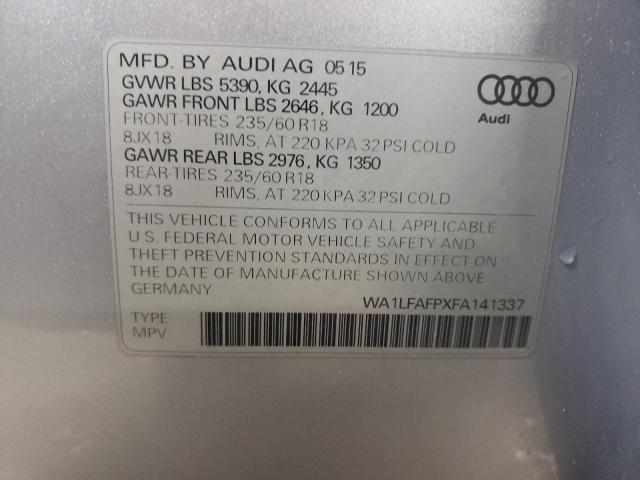 MFD. BY AUDI AG 05 15
GVWR LBS 5390, KG 2445
GAWR FRONT LBS 2646, KG 1200
FRONT-TIRES 235/60 R18
8JX18 RIMS, AT 220 KPA 32 PSI COLD
GAWR REAR LBS 2976, KG 1350
REAR-TIRES 235/60 R18
8JX18 RIMS, AT 220 KPA 32 PSI COLD
Audi
THIS VEHICLE CONFORMS TO ALL APPLICABLE
U.S. FEDERAL MOTOR VEHICLE SAFETY AND
THEFT PREVENTION STANDARDS IN EFFECT ON
THE DATE OF MANUFACTURE SHOWN ABOVE
GERMANY
WA1LFAFPXFA141337
TYPE
MPV